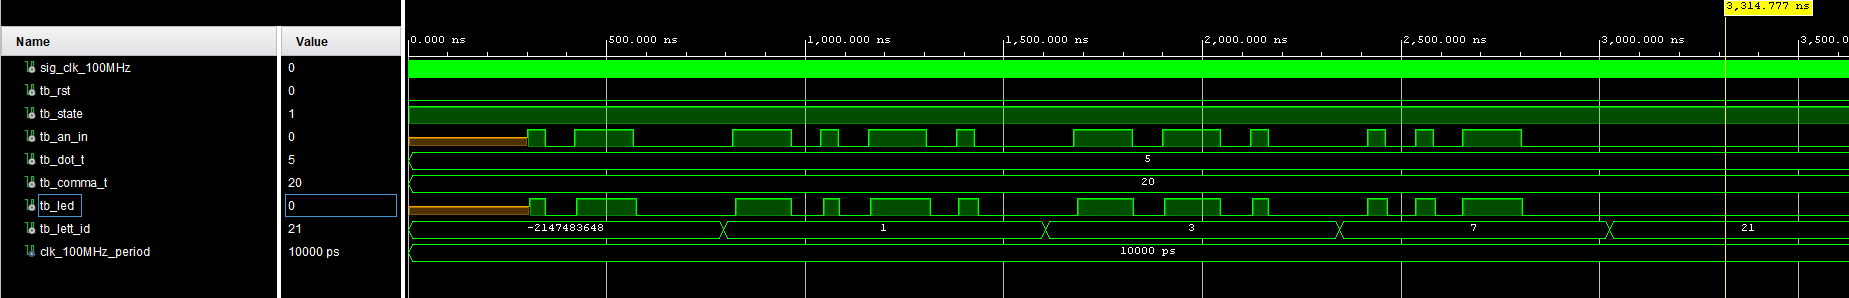 3,314.777 ns
Name Value
0.000 ns 500.000 ns 1,000.000 ns 1,500.000 ns 2,000.000 ns 2,500.000 ns 3,000.000 ns 3,500.0
sig_clk_100MHz 0
tb_rst 0
tb_state 1
tb_an_in 0
tb_dot_t 5 5
tb_comma_t 20 20
tb_led 0
tb_lett_id 21 -2147483648 1 3 7 21
clk_100MHz_period 10000 ps 10000 ps